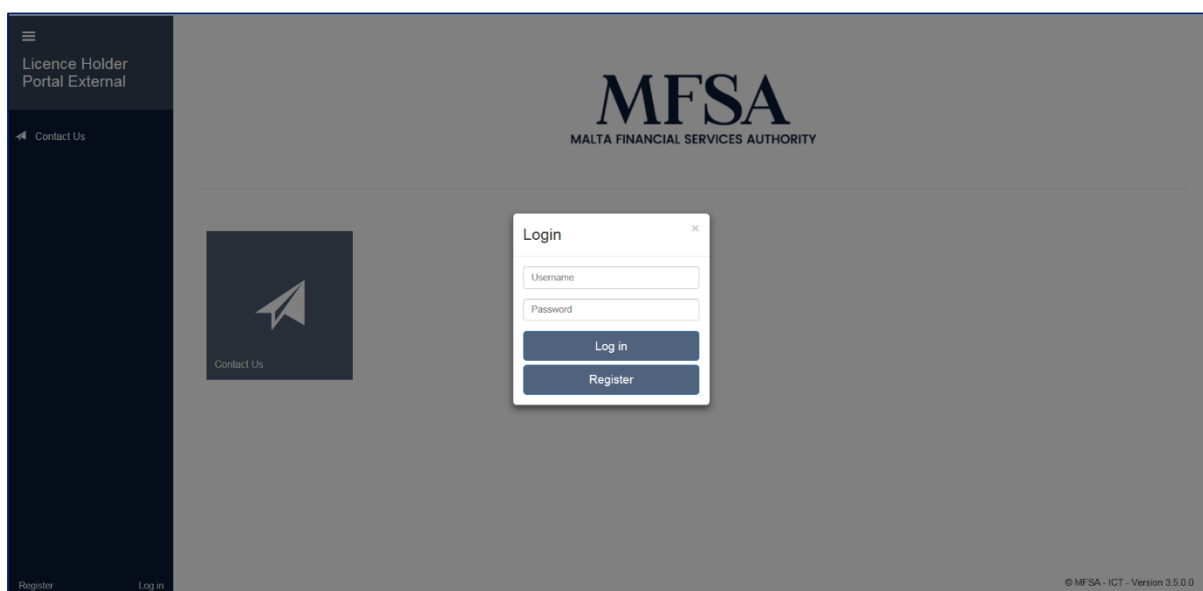 Licence Holder
Portal External
Contact Us
MFSA
MALTA FINANCIAL SERVICES AUTHORITY
Login
×
Username
Password
Log in
Register
Contact Us
Register
Log in
© MFSA - ICT - Version 3.5.0.0